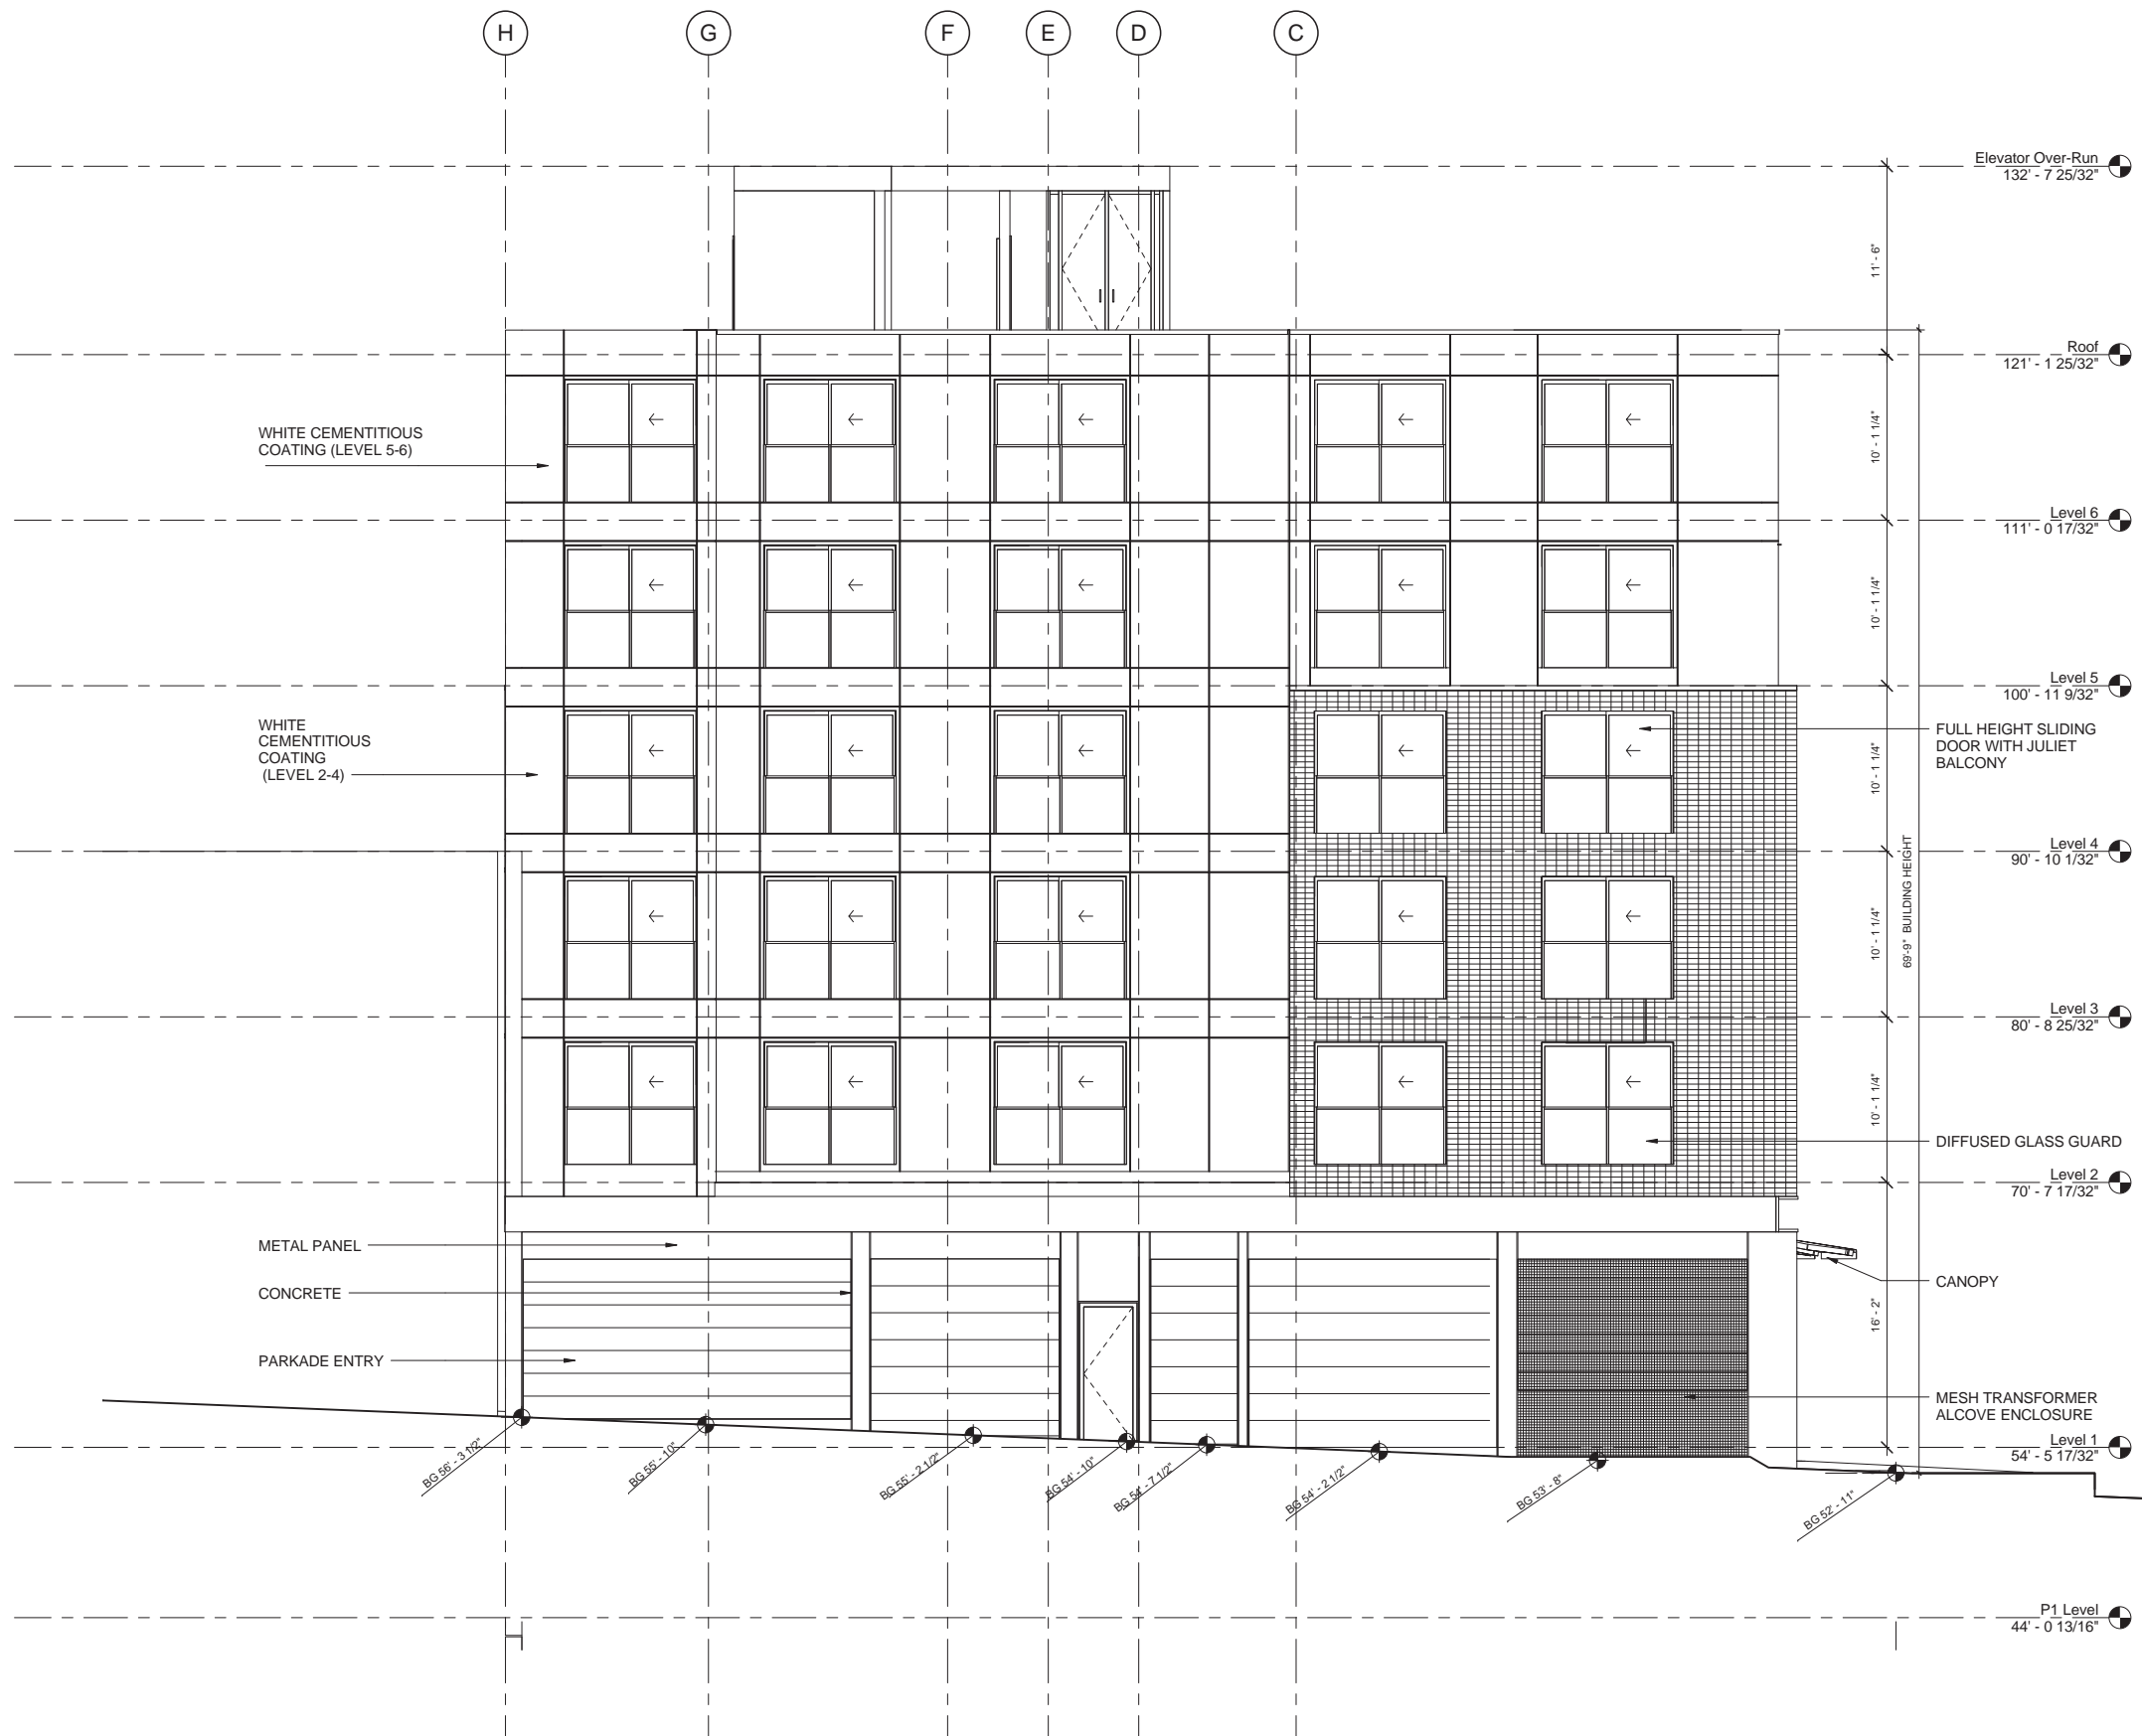 H
G
F
E
D
C
Elevator Over-Run
132' - 7 25/32"
11' - 6"
Roof
121' - 1 25/32"
WHITE CEMENTITIOUS
COATING (LEVEL 5-6)
10' - 1 1/4"
Level 6
111' - 0 17/32"
10' - 1 1/4"
Level 5
100' - 11 9/32"
WHITE
CEMENTITIOUS
COATING
(LEVEL 2-4)
FULL HEIGHT SLIDING
DOOR WITH JULIET
BALCONY
10' - 1 1/4"
Level 4
90' - 10 1/32"
69'-9" BUILDING HEIGHT
10' - 1 1/4"
Level 3
80' - 8 25/32"
10' - 1 1/4"
DIFFUSED GLASS GUARD
Level 2
70' - 7 17/32"
METAL PANEL
CONCRETE
CANOPY
16' - 2"
PARKADE ENTRY
MESH TRANSFORMER
ALCOVE ENCLOSURE
Level 1
54' - 5 17/32"
BG 56' - 3 1/2"
BG 55' - 10"
BG 55' - 2 1/2"
BG 54' - 10"
BG 54' - 7 1/2"
BG 54' - 2 1/2"
BG 53' - 8"
BG 52' - 11"
P1 Level
44' - 0 13/16"